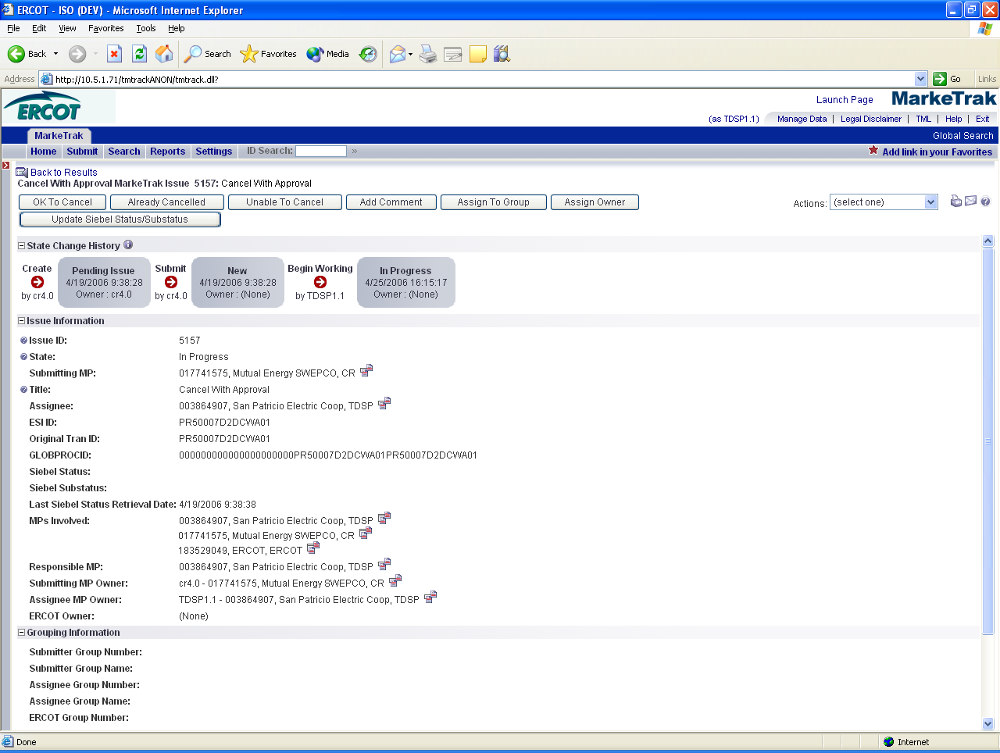 ERCOT - ISO (DEV) - Microsoft Internet Explorer
File Edit View Favorites Tools Help
Back Search Favorites Media
Address http://10.5.1.71/tmtrackANON/tmtrack.dll? Go Links
ERCOT Launch Page MarkeTrak
(as TDSP1.1) Manage Data | Legal Disclaimer | TML | Help | Exit
MarkeTrak Global Search
Home Submit Search Reports Settings ID Search: » Add link in your Favorites
Back to Results
Cancel With Approval MarkeTrak Issue 5157: Cancel With Approval
OK To Cancel Already Cancelled Unable To Cancel Add Comment Assign To Group Assign Owner Actions: (select one)
Update Siebel Status/Substatus
State Change History
Create Pending Issue Submit New Begin Working In Progress
4/19/2006 9:38:28 4/19/2006 9:38:28 4/25/2006 16:15:17
by cr4.0 Owner : cr4.0 by cr4.0 Owner : (None) by TDSP1.1 Owner : (None)
Issue Information
Issue ID: 5157
State: In Progress
Submitting MP: 017741575, Mutual Energy SWEPCO, CR
Title: Cancel With Approval
Assignee: 003864907, San Patricio Electric Coop, TDSP
ESI ID: PR50007D2DCWA01
Original Tran ID: PR50007D2DCWA01
GLOBPROCID: 000000000000000000000PR50007D2DCWA01PR50007D2DCWA01
Siebel Status:
Siebel Substatus:
Last Siebel Status Retrieval Date: 4/19/2006 9:38:38
MPs Involved: 003864907, San Patricio Electric Coop, TDSP
017741575, Mutual Energy SWEPCO, CR
183529049, ERCOT, ERCOT
Responsible MP: 003864907, San Patricio Electric Coop, TDSP
Submitting MP Owner: cr4.0 - 017741575, Mutual Energy SWEPCO, CR
Assignee MP Owner: TDSP1.1 - 003864907, San Patricio Electric Coop, TDSP
ERCOT Owner: (None)
Grouping Information
Submitter Group Number:
Submitter Group Name:
Assignee Group Number:
Assignee Group Name:
ERCOT Group Number:
Done Internet